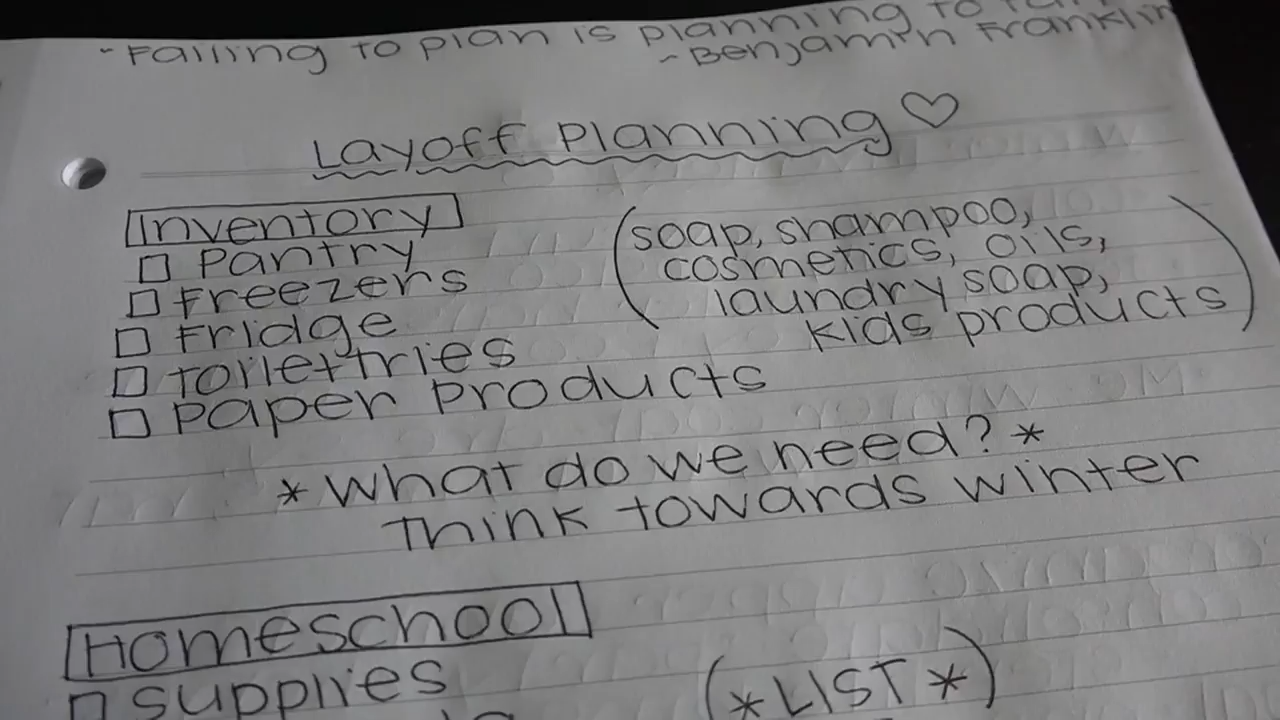 ~Failing to plan is planning to
~Benjamin Franklin
Layoff Planning ♡
Inventory
□ Pantry
□ Freezers
□ Fridge
□ Toilettries
□ Paper Products
(soap, shampoo,
cosmetics, oils,
laundry soap,
kids products)
*What do we need?*
Think towards winter
Homeschool
□ Supplies
(*LIST*)